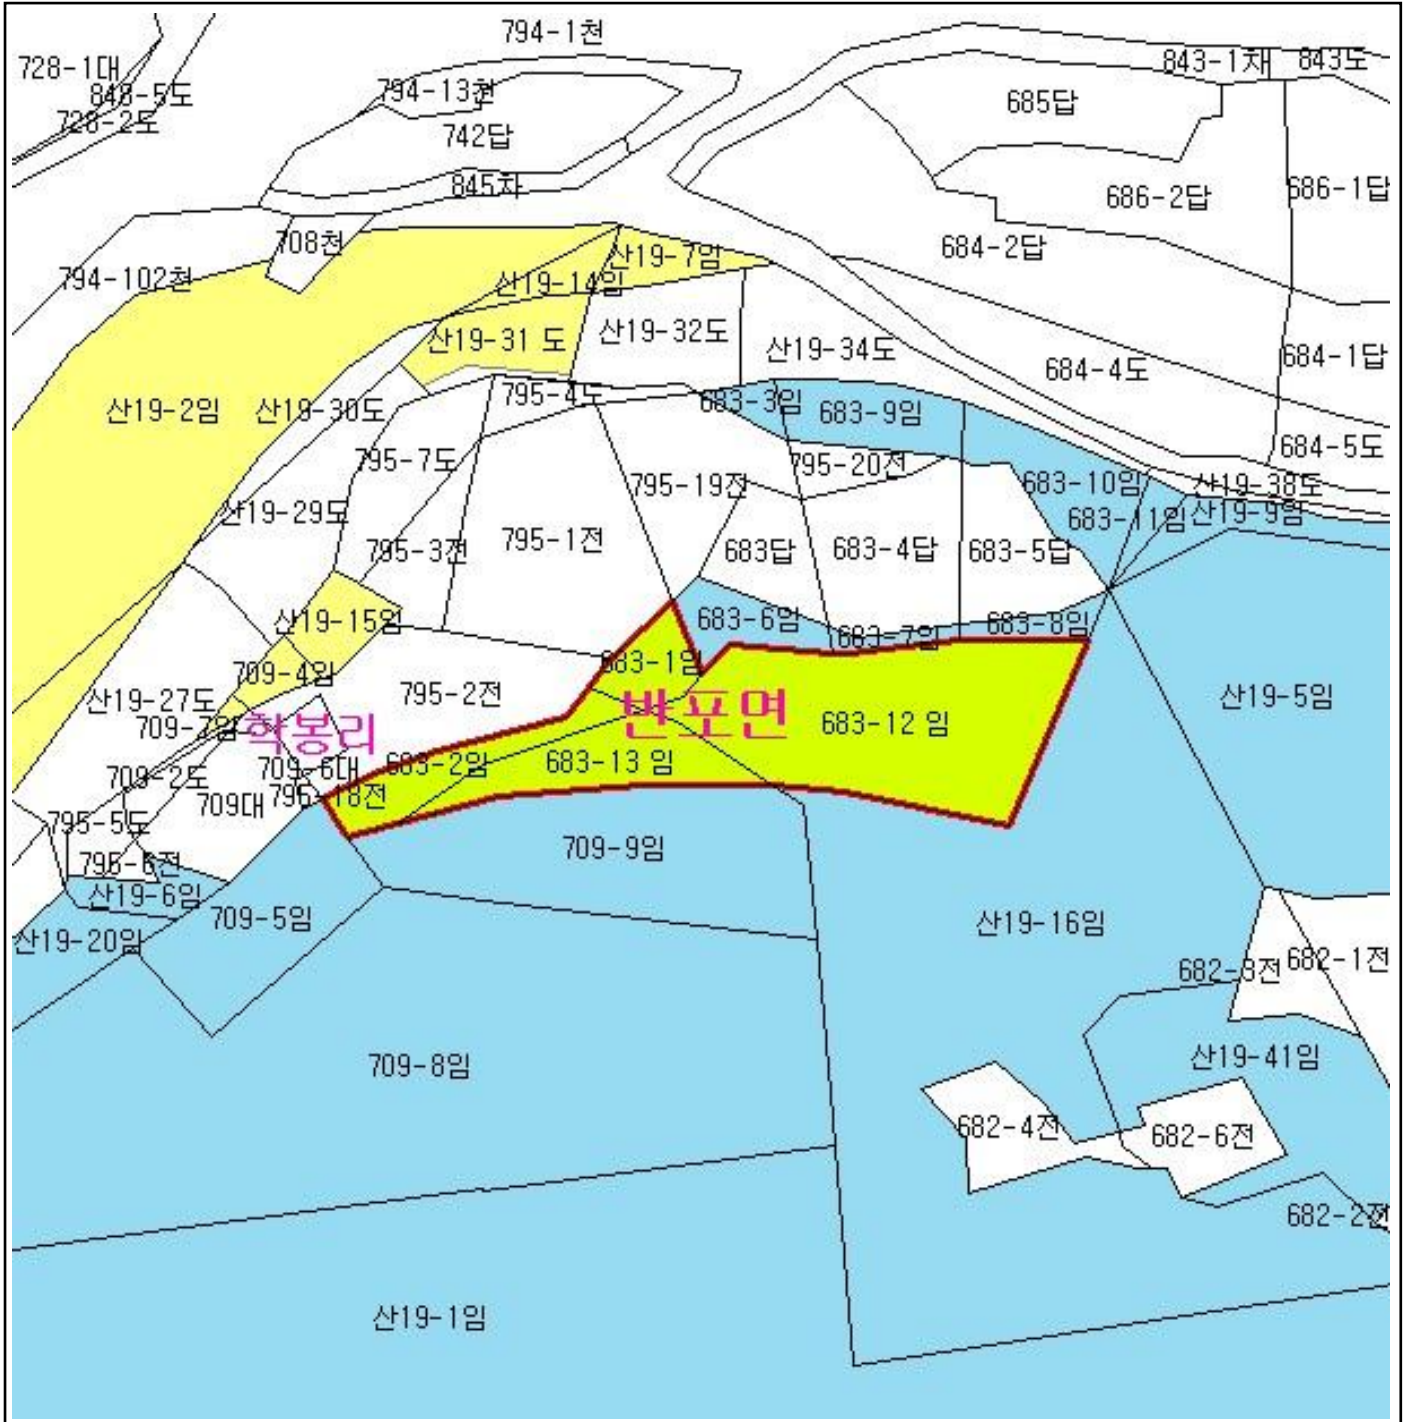 794-1천
728-1대
843-1채
843도
848-5도
794-13천
685답
728-2도
742답
845차
686-1답
686-2답
708천
684-2답
산19-7임
794-102천
산19-14임
산19-31 도
산19-32도
산19-34도
684-1답
684-4도
795-4도
683-3임
산19-2임
산19-30도
683-9임
684-5도
795-7도
795-20전
795-19전
683-10임
산19-38도
산19-29도
683-11임
산19-9임
795-3전
795-1전
683답
683-4답
683-5답
산19-15임
683-6임
683-7임
683-8임
683-1임
709-4임
795-2전
산19-27도
산19-5임
709-7임
학봉리
반포면
683-12 임
683-2임
683-13 임
709-6대
709-2도
796-18전
709대
795-5도
709-9임
796-6전
산19-6임
709-5임
산19-16임
산19-20임
682-3전
682-1전
산19-41임
709-8임
682-4전
682-6전
682-2전
산19-1임